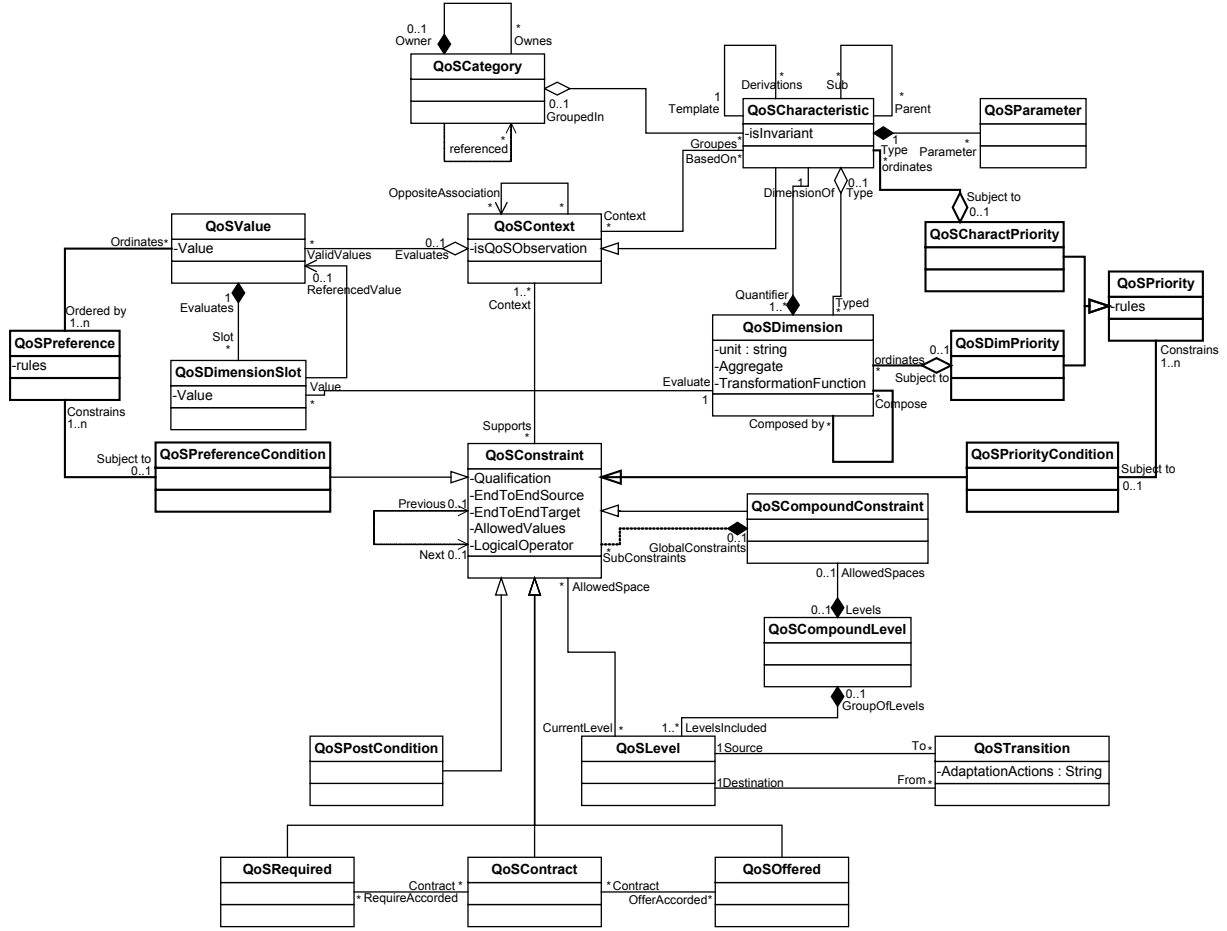 0..1
*
Owner
Ownes
QoSCategory
0..1
GroupedIn
*
referenced
*
Derivations
1
Template
*
Sub
*
Parent
QoSCharacteristic
-isInvariant
1
Type
Parameter
*
QoSParameter
Groupes*
BasedOn*
*
ordinates
DimensionOf
1
0..1
Type
Subject to
0..1
QoSCharactPriority
OppositeAssociation
*
*
QoSContext
-isQoSObservation
Context
*
0..1
Evaluates
*
ValidValues
0..1
ReferencedValue
QoSValue
-Value
Ordinates*
1
Evaluates
Slot
*
Ordered by
1..n
QoSPreference
-rules
Constrains
1..n
QoSDimensionSlot
-Value
Value
*
1..*
Context
Quantifier
1..*
Typed
*
QoSDimension
-unit : string
-Aggregate
-TransformationFunction
Evaluate
1
ordinates
*
0..1
Subject to
QoSDimPriority
QoSPriority
-rules
Constrains
1..n
*
Compose
Composed by
*
Supports
*
Subject to
0..1
QoSPreferenceCondition
QoSConstraint
-Qualification
-EndToEndSource
-EndToEndTarget
-AllowedValues
-LogicalOperator
Previous 0..1
Next 0..1
QoSPriorityCondition
Subject to
0..1
QoSCompoundConstraint
0..1
GlobalConstraints
*
SubConstraints
0..1
AllowedSpaces
0..1
Levels
QoSCompoundLevel
0..1
GroupOfLevels
*
AllowedSpace
CurrentLevel
*
1..*
LevelsIncluded
QoSPostCondition
QoSLevel
1Source
To*
1Destination
From*
QoSTransition
-AdaptationActions : String
QoSRequired
Contract *
* RequireAccorded
QoSContract
*Contract
OfferAccorded*
QoSOffered